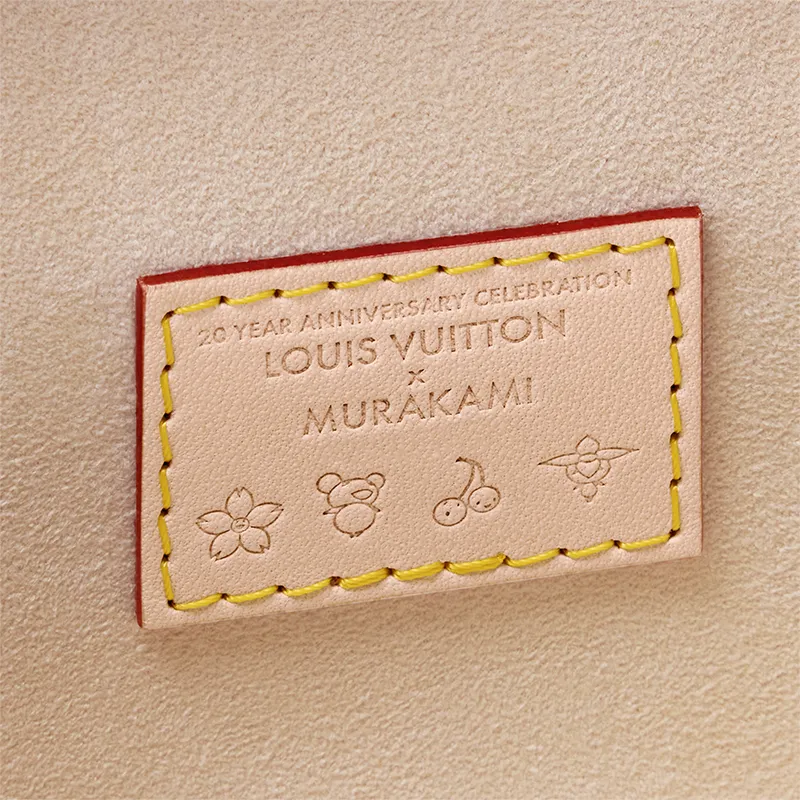 20 YEAR ANNIVERSARY CELEBRATION
LOUIS VUITTON
×
MURAKAMI